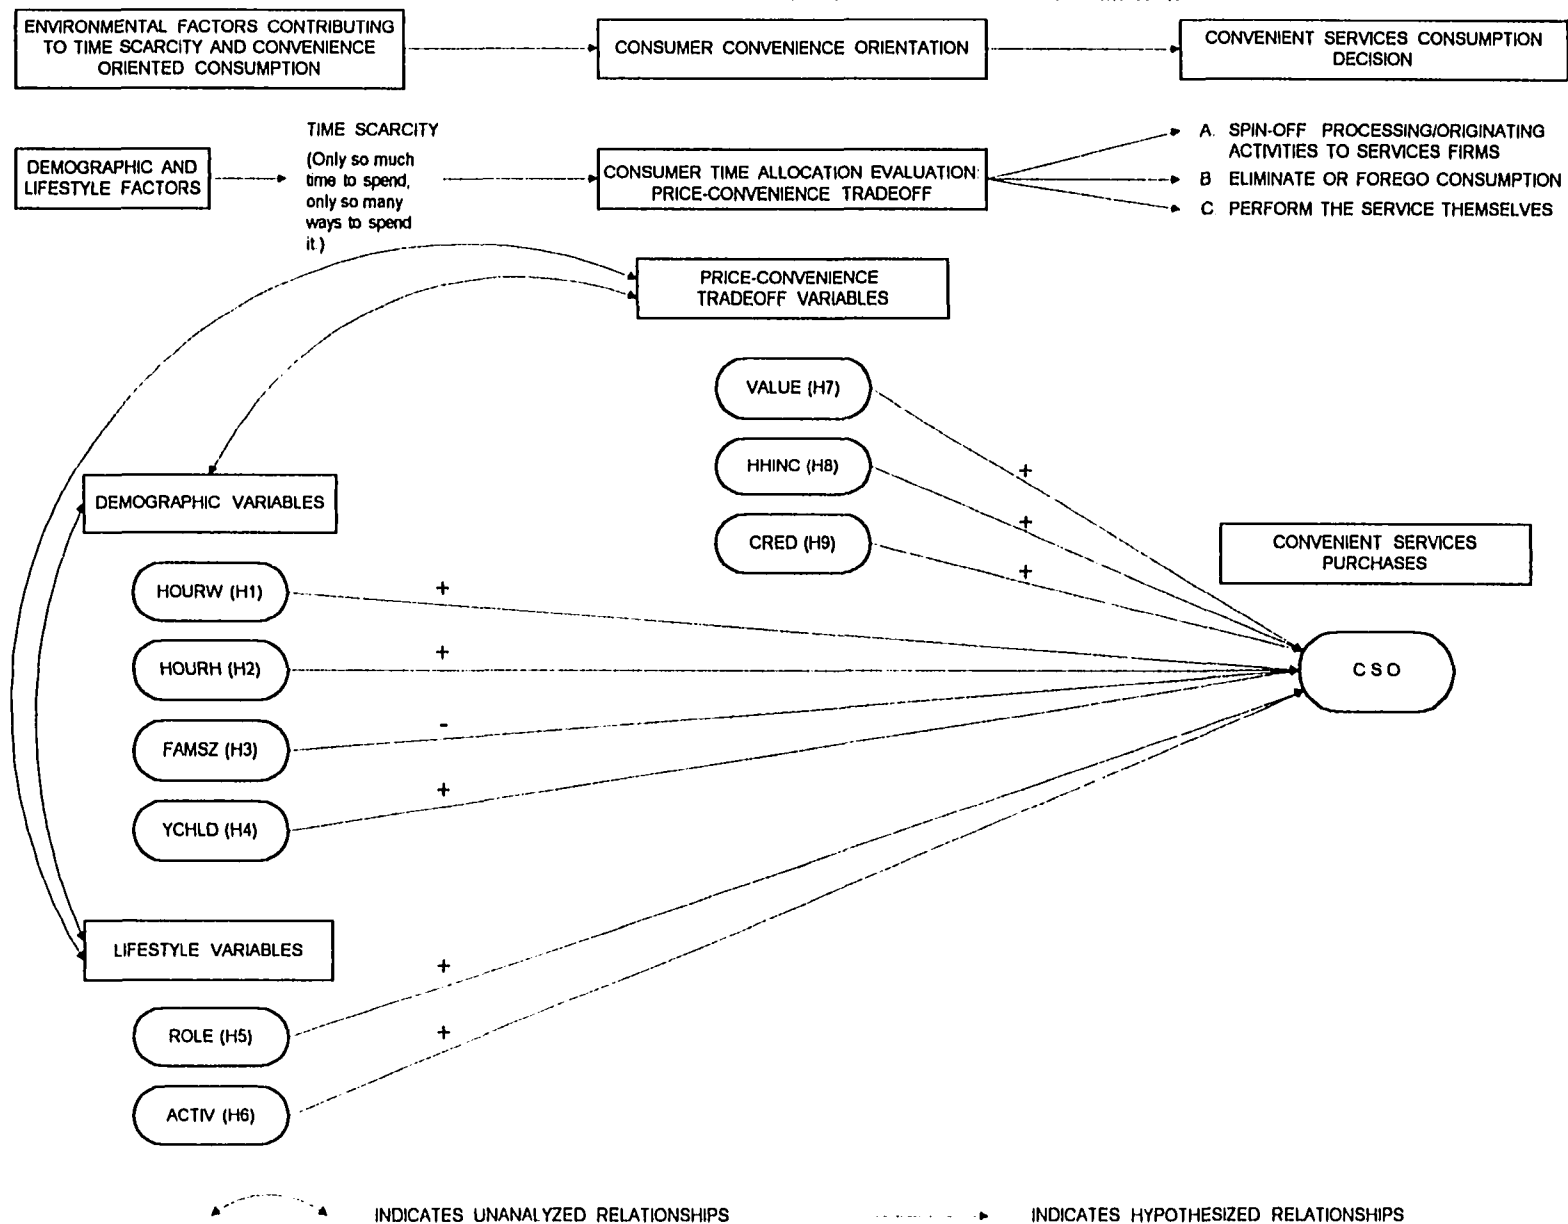 ENVIRONMENTAL FACTORS CONTRIBUTING
TO TIME SCARCITY AND CONVENIENCE
ORIENTED CONSUMPTION
CONSUMER CONVENIENCE ORIENTATION
CONVENIENT SERVICES CONSUMPTION
DECISION
DEMOGRAPHIC AND
LIFESTYLE FACTORS
TIME SCARCITY
(Only so much
time to spend,
only so many
ways to spend
it.)
CONSUMER TIME ALLOCATION EVALUATION:
PRICE-CONVENIENCE TRADEOFF
A. SPIN-OFF PROCESSING/ORIGINATING
ACTIVITIES TO SERVICES FIRMS
B ELIMINATE OR FOREGO CONSUMPTION
C. PERFORM THE SERVICE THEMSELVES
PRICE-CONVENIENCE
TRADEOFF VARIABLES
VALUE (H7)
+
HHINC (H8)
+
CRED (H9)
+
DEMOGRAPHIC VARIABLES
HOURW (H1)
+
HOURH (H2)
+
FAMSZ (H3)
-
YCHLD (H4)
+
CONVENIENT SERVICES
PURCHASES
C S O
LIFESTYLE VARIABLES
ROLE (H5)
+
ACTIV (H6)
+
INDICATES UNANALYZED RELATIONSHIPS
INDICATES HYPOTHESIZED RELATIONSHIPS